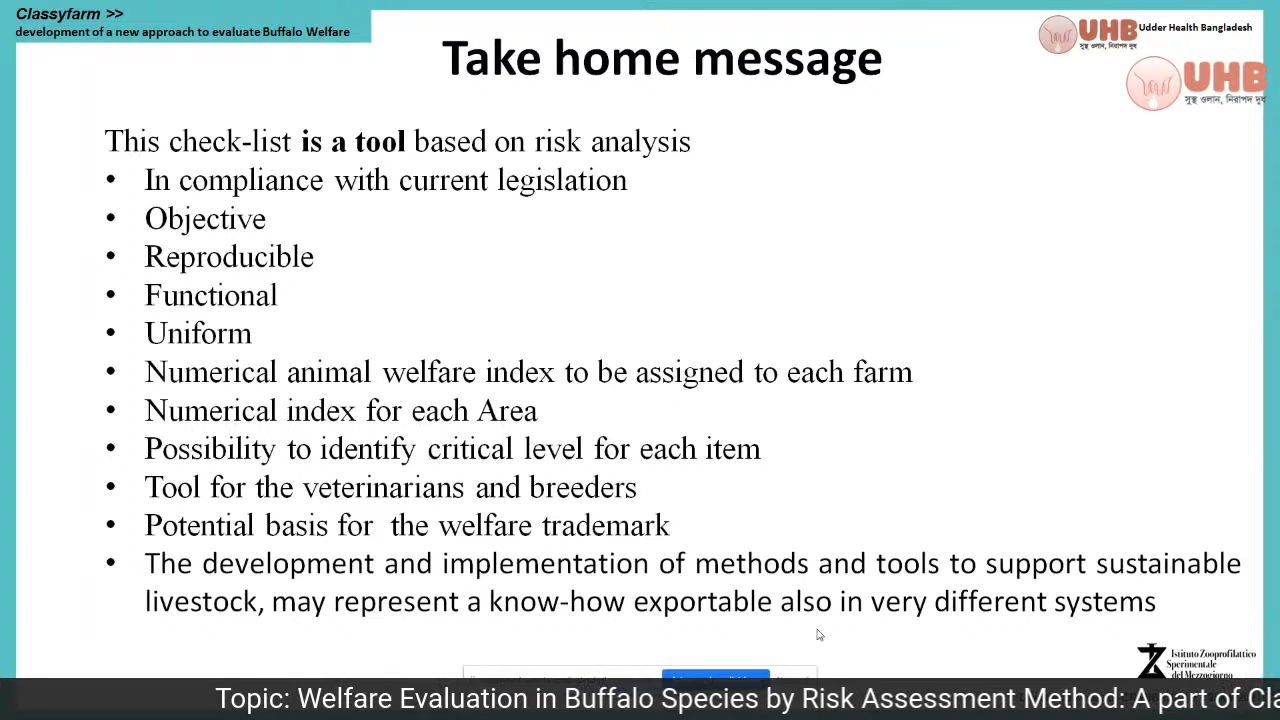 Classyfarm >>
development of a new approach to evaluate Buffalo Welfare
UHB
সুস্থ ওলান, নিরাপদ দুধ
Udder Health Bangladesh
UHB
সুস্থ ওলান, নিরাপদ দুধ
Take home message
This check-list is a tool based on risk analysis
• In compliance with current legislation
• Objective
• Reproducible
• Functional
• Uniform
• Numerical animal welfare index to be assigned to each farm
• Numerical index for each Area
• Possibility to identify critical level for each item
• Tool for the veterinarians and breeders
• Potential basis for the welfare trademark
• The development and implementation of methods and tools to support sustainable
livestock, may represent a know-how exportable also in very different systems
Istituto Zooprofilattico
Sperimentale
del Mezzogiorno
Topic: Welfare Evaluation in Buffalo Species by Risk Assessment Method: A part of Cla